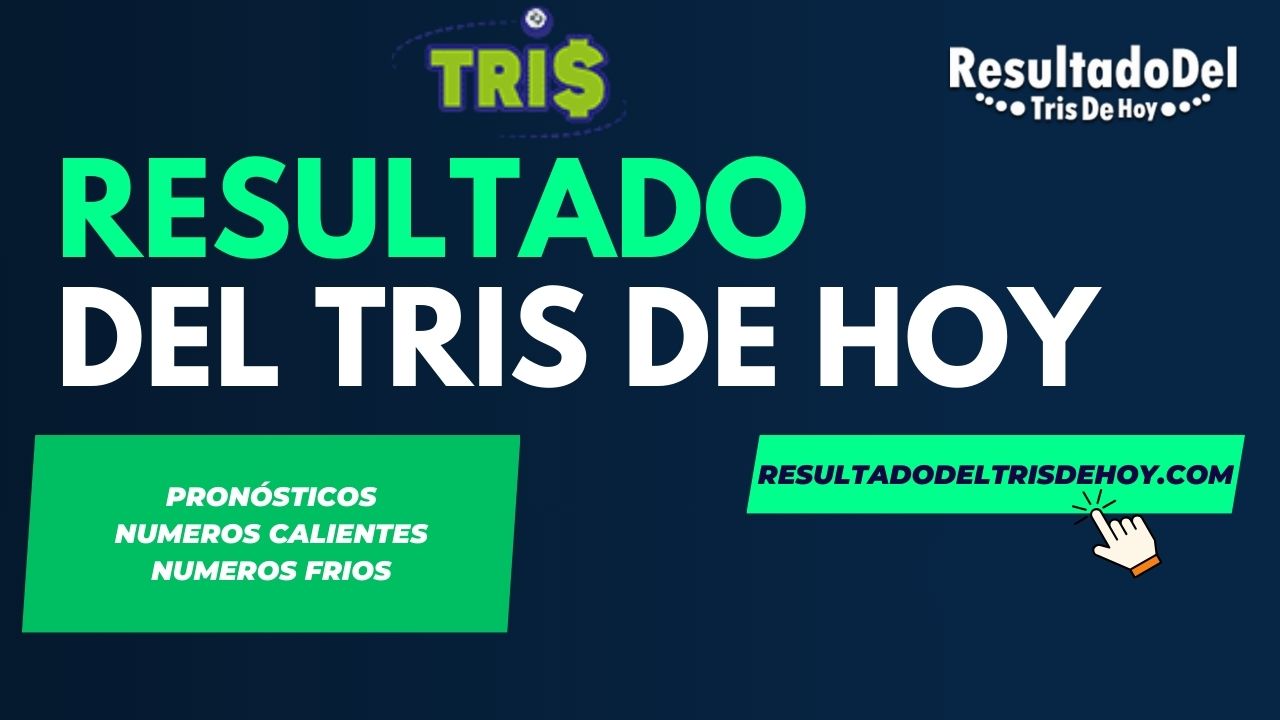 TRI$
ResultadoDel
Tris De Hoy
RESULTADO
DEL TRIS DE HOY
PRONÓSTICOS
NUMEROS CALIENTES
NUMEROS FRIOS
RESULTADODELTRISDEHOY.COM